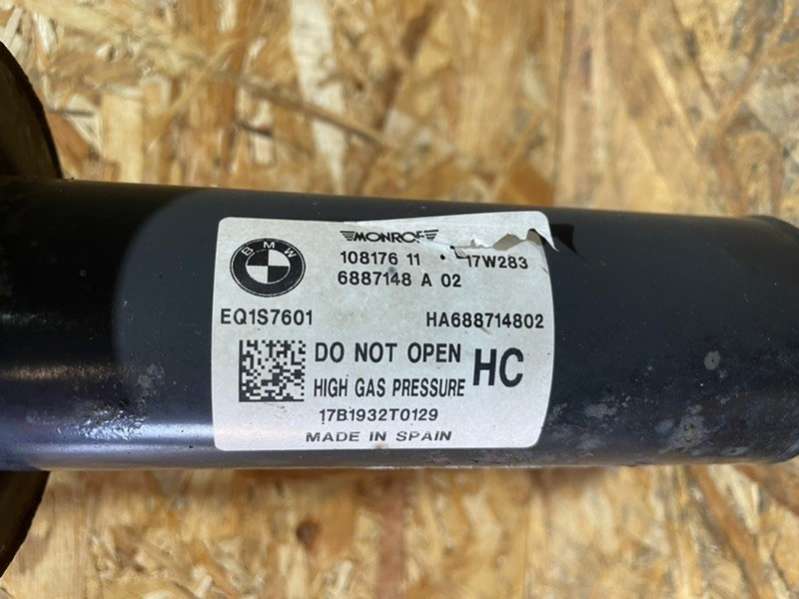 BMW
MONROE
108176 11 · 17W283
6887148 A 02
EQ1S7601 HA688714802
DO NOT OPEN HC
HIGH GAS PRESSURE
17B1932T0129
MADE IN SPAIN